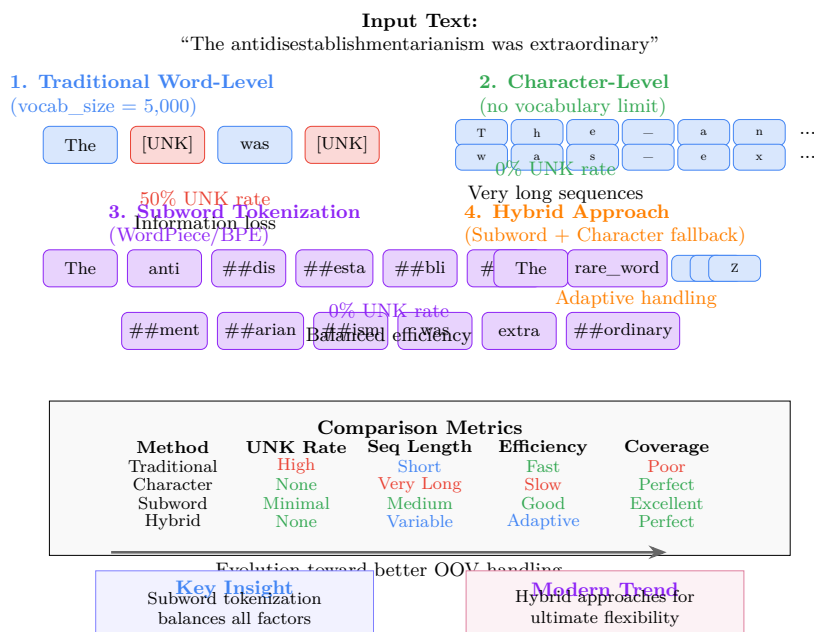 Input Text:
“The antidisestablishmentarianism was extraordinary”
1. Traditional Word-Level
(vocab_size = 5,000)
The [UNK] was [UNK]
50% UNK rate
Information loss
2. Character-Level
(no vocabulary limit)
T h e _ a n ...
w a s _ e x ...
0% UNK rate
Very long sequences
3. Subword Tokenization
(WordPiece/BPE)
The anti ##dis ##esta ##bli
##ment ##arian ##ism was extra ##ordinary
0% UNK rate
Balanced efficiency
4. Hybrid Approach
(Subword + Character fallback)
The rare_word z
Adaptive handling
Comparison Metrics
Method UNK Rate Seq Length Efficiency Coverage
Traditional High Short Fast Poor
Character None Very Long Slow Perfect
Subword Minimal Medium Good Excellent
Hybrid None Variable Adaptive Perfect
Evolution toward better OOV handling
Key Insight
Subword tokenization
balances all factors
Modern Trend
Hybrid approaches for
ultimate flexibility